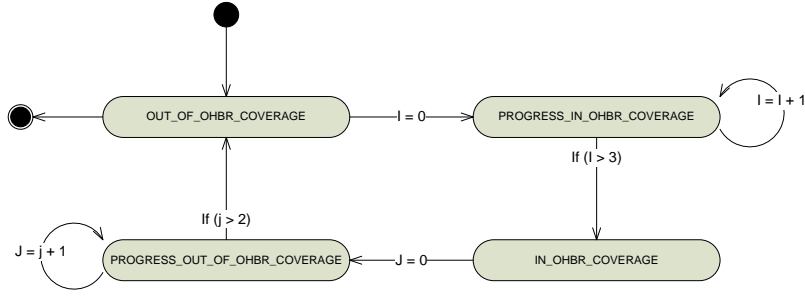 OUT_OF_OHBR_COVERAGE
I = 0
PROGRESS_IN_OHBR_COVERAGE
I = I + 1
If (I > 3)
If (j > 2)
J = j + 1
PROGRESS_OUT_OF_OHBR_COVERAGE
J = 0
IN_OHBR_COVERAGE